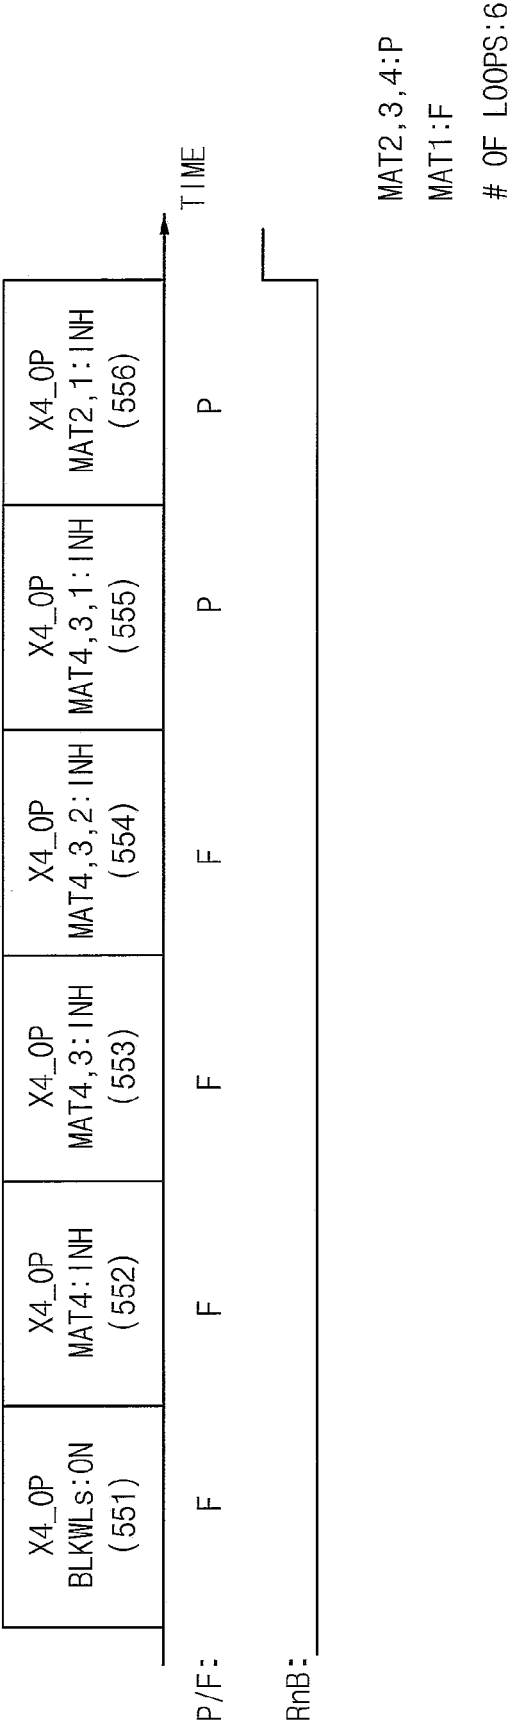 X4_OP
BLKWLs:ON
(551)
X4_OP
MAT4:INH
(552)
X4_OP
MAT4,3:INH
(553)
X4_OP
MAT4,3,2:INH
(554)
X4_OP
MAT4,3,1:INH
(555)
X4_OP
MAT2,1:INH
(556)
TIME
P/F: F F F F P P
RnB:
MAT2,3,4:P
MAT1:F
# OF LOOPS:6